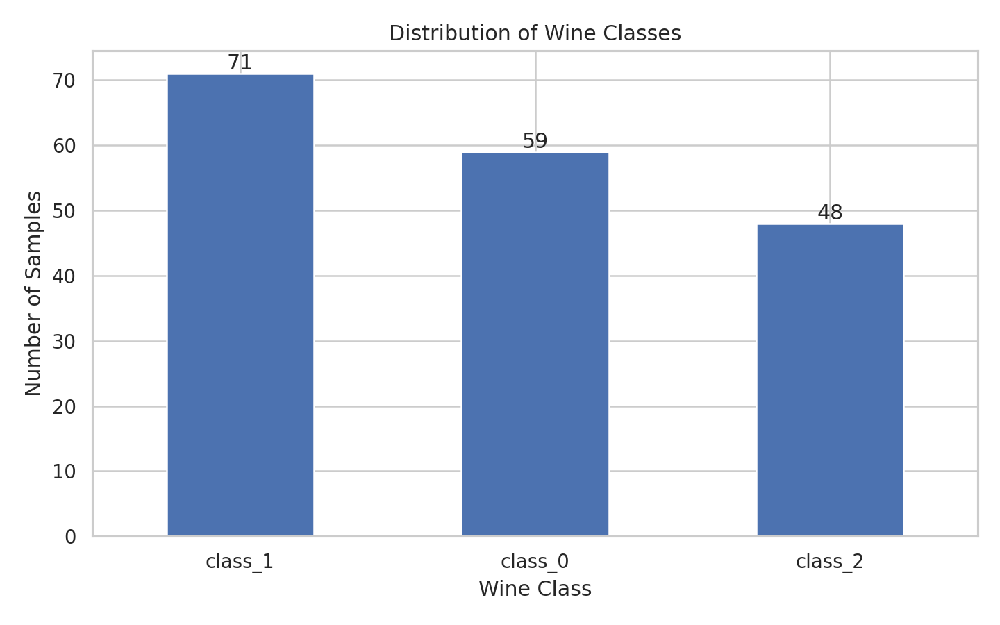 Distribution of Wine Classes
71
59
48
70
60
50
40
30
20
10
0
Number of Samples
class_1
class_0
class_2
Wine Class